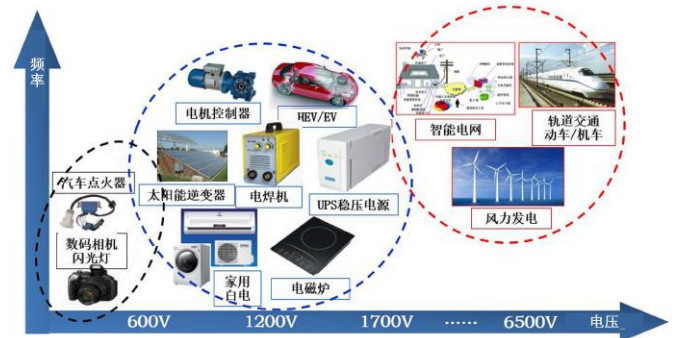 频
率
电机控制器
HEV/EV
智能电网
轨道交通
动车/机车
汽车点火器
太阳能逆变器
电焊机
UPS稳压电源
风力发电
数码相机
闪光灯
家用
白电
电磁炉
600V
1200V
1700V
······
6500V
电压